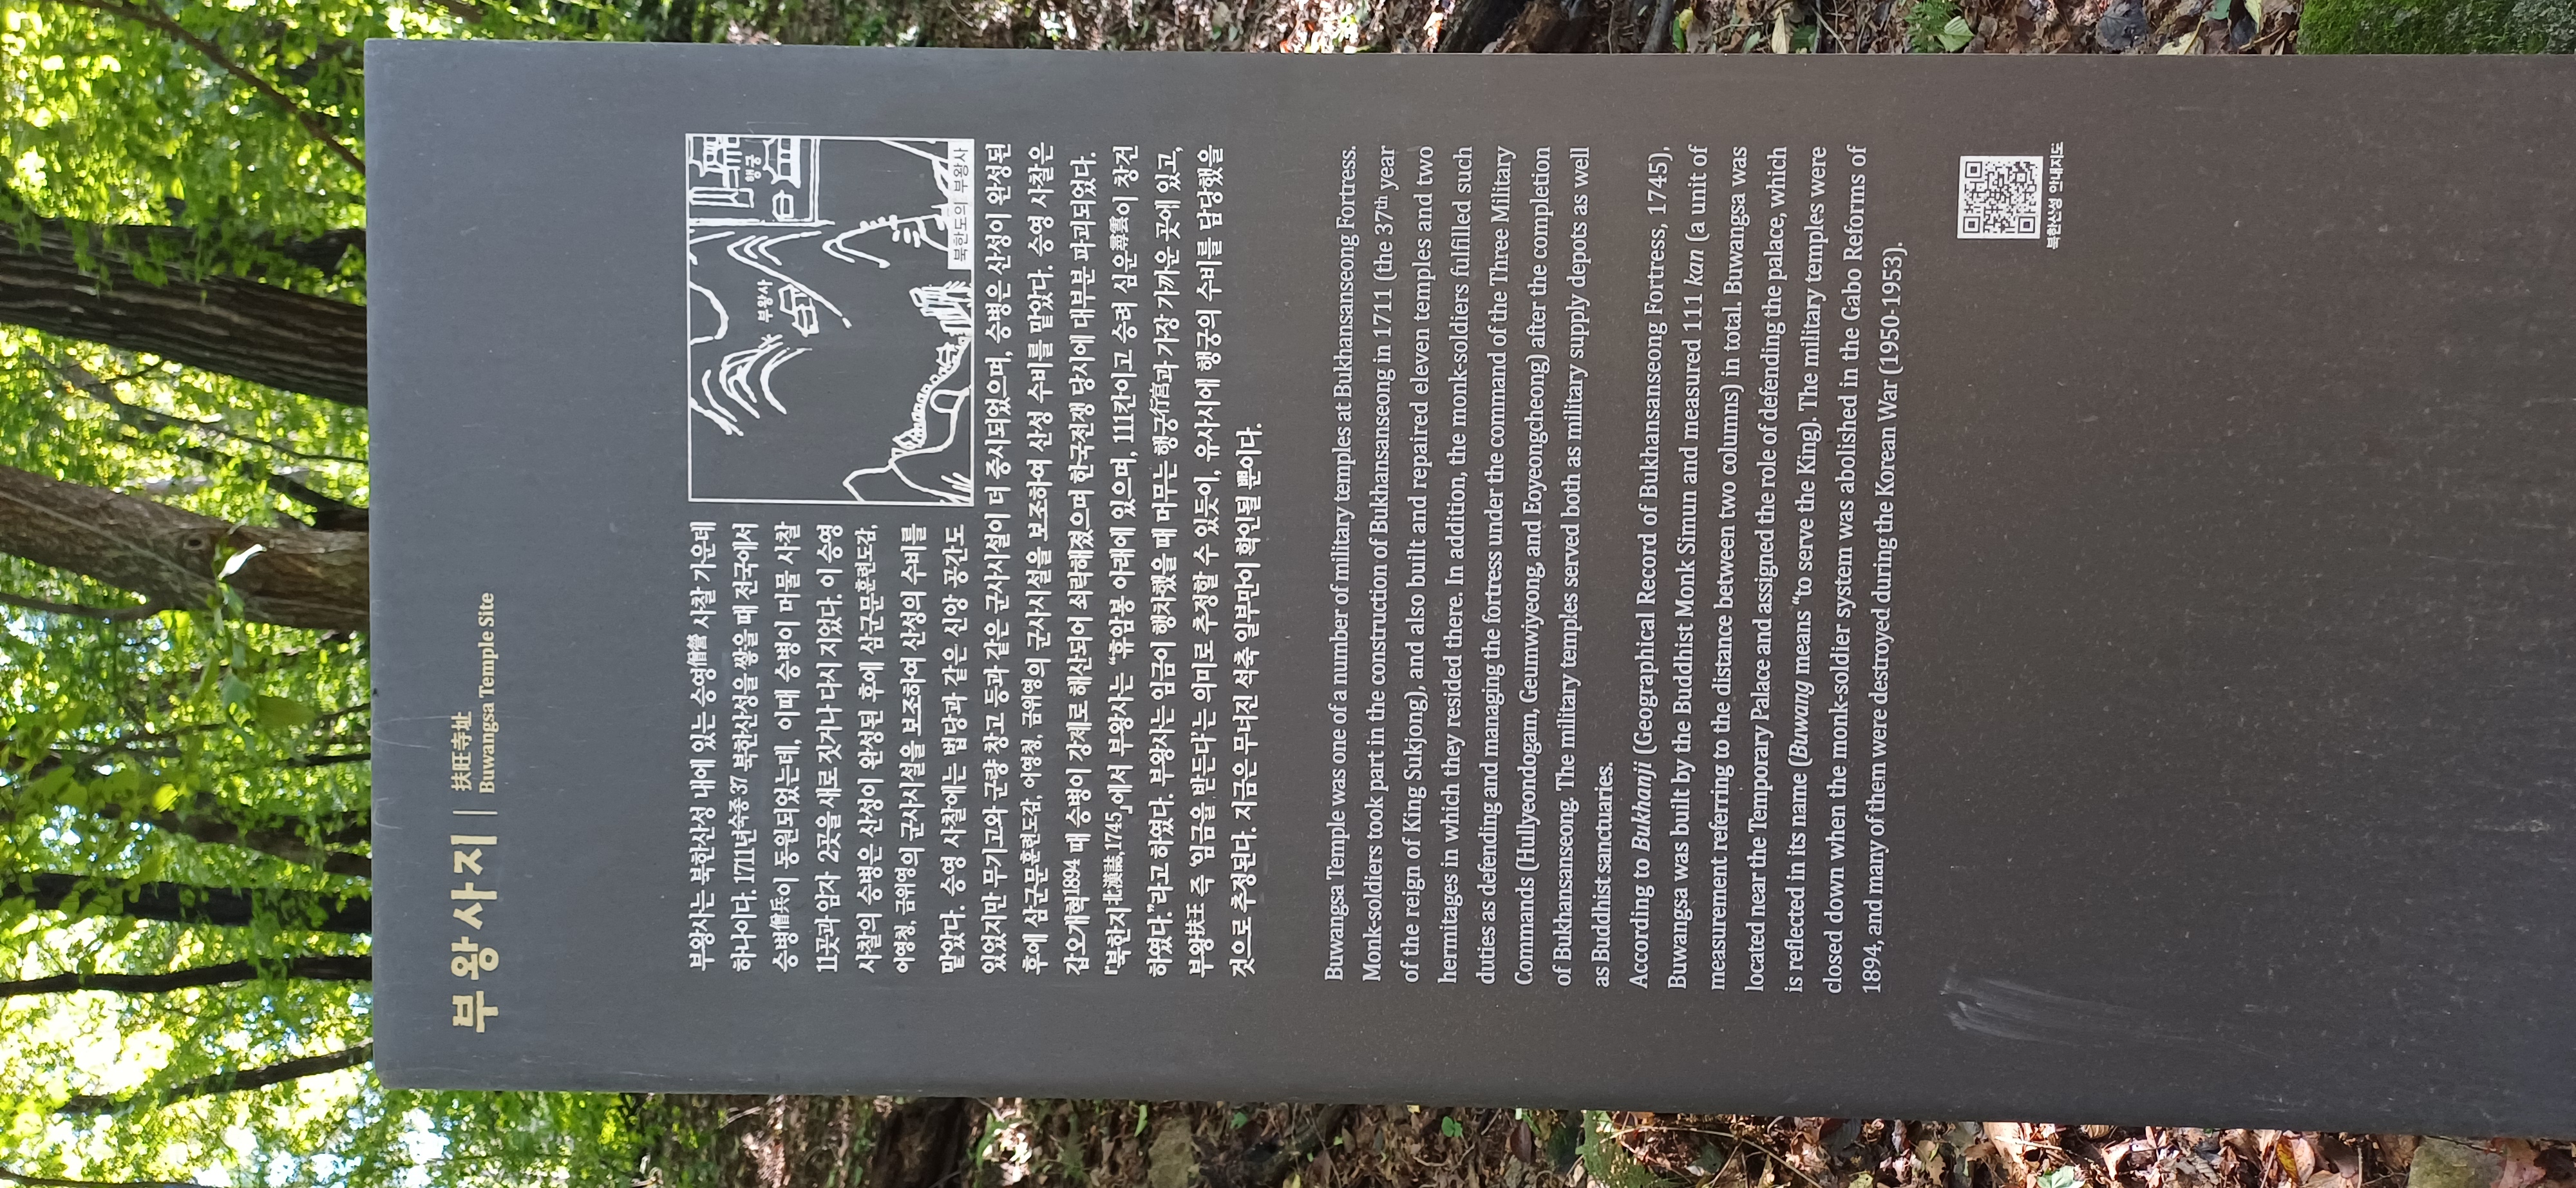 부왕사지
扶旺寺址
Buwangsa Temple Site
부왕사는 북한산성 내에 있는 승영僧營 사찰 가운데
하나이다. 1711년숙종 37 북한산성을 쌓을 때 전국에서
승병僧兵이 동원되었는데, 이때 승병이 머물 사찰
11곳과 암자 2곳을 새로 짓거나 다시 지었다. 이 승영
사찰의 승병은 산성이 완성된 후에 삼군문훈련도감,
어영청, 금위영의 군사시설을 보조하여 산성의 수비를
맡았다. 승영 사찰에는 법당과 같은 신앙 공간도
있었지만 무기고와 군량 창고 등과 같은 군사시설이 더 중시되었으며, 승병은 산성이 완성된
후에 삼군문훈련도감, 어영청, 금위영의 군사시설을 보조하여 산성 수비를 맡았다. 승영 사찰은
갑오개혁1894 때 승병이 강제로 해산되어 쇠락해졌으며 한국전쟁 당시에 대부분 파괴되었다.
『북한지北漢誌,1745』에서 부왕사는 “휴암봉 아래에 있으며, 111칸이고 승려 심운尋雲이 창건
하였다.”라고 하였다. 부왕사는 임금이 행차했을 때 머무는 행궁行宮과 가장 가까운 곳에 있고,
부왕扶王 즉 ‘임금을 받든다’는 의미로 추정할 수 있듯이, 유사시에 행궁의 수비를 담당했을
것으로 추정된다. 지금은 무너진 석축 일부만이 확인될 뿐이다.
부왕사
행궁
북한도의 부왕사
Buwangsa Temple was one of a number of military temples at Bukhansanseong Fortress.
Monk-soldiers took part in the construction of Bukhansanseong in 1711 (the 37th year
of the reign of King Sukjong), and also built and repaired eleven temples and two
hermitages in which they resided there. In addition, the monk-soldiers fulfilled such
duties as defending and managing the fortress under the command of the Three Military
Commands (Hullyeondogam, Geumwiyeong, and Eoyeongcheong) after the completion
of Bukhansanseong. The military temples served both as military supply depots as well
as Buddhist sanctuaries.
According to Bukhanji (Geographical Record of Bukhansanseong Fortress, 1745),
Buwangsa was built by the Buddhist Monk Simun and measured 111 kan (a unit of
measurement referring to the distance between two columns) in total. Buwangsa was
located near the Temporary Palace and assigned the role of defending the palace, which
is reflected in its name (Buwang means “to serve the King). The military temples were
closed down when the monk-soldier system was abolished in the Gabo Reforms of
1894, and many of them were destroyed during the Korean War (1950-1953).
북한산성 안내지도